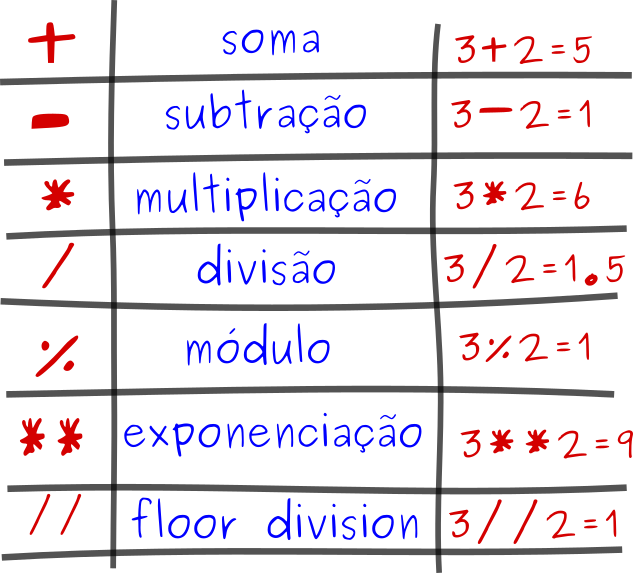 + soma 3+2=5
- subtração 3-2=1
* multiplicação 3*2=6
/ divisão 3/2=1.5
% módulo 3%2=1
** exponenciação 3**2=9
// floor division 3//2=1